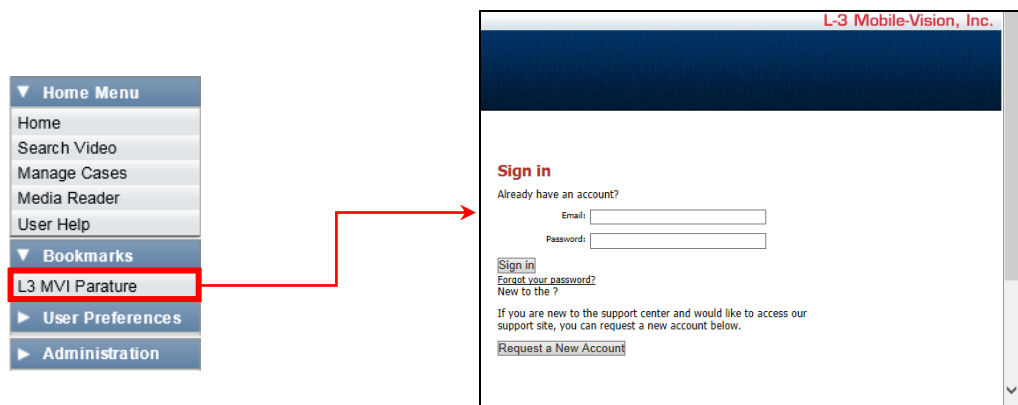 Home Menu
Home
Search Video
Manage Cases
Media Reader
User Help
Bookmarks
L3 MVI Parature
User Preferences
Administration
L-3 Mobile-Vision, Inc.
Sign in
Already have an account?
Email:
Password:
Sign in
Forgot your password?
New to the ?
If you are new to the support center and would like to access our
support site, you can request a new account below.
Request a New Account